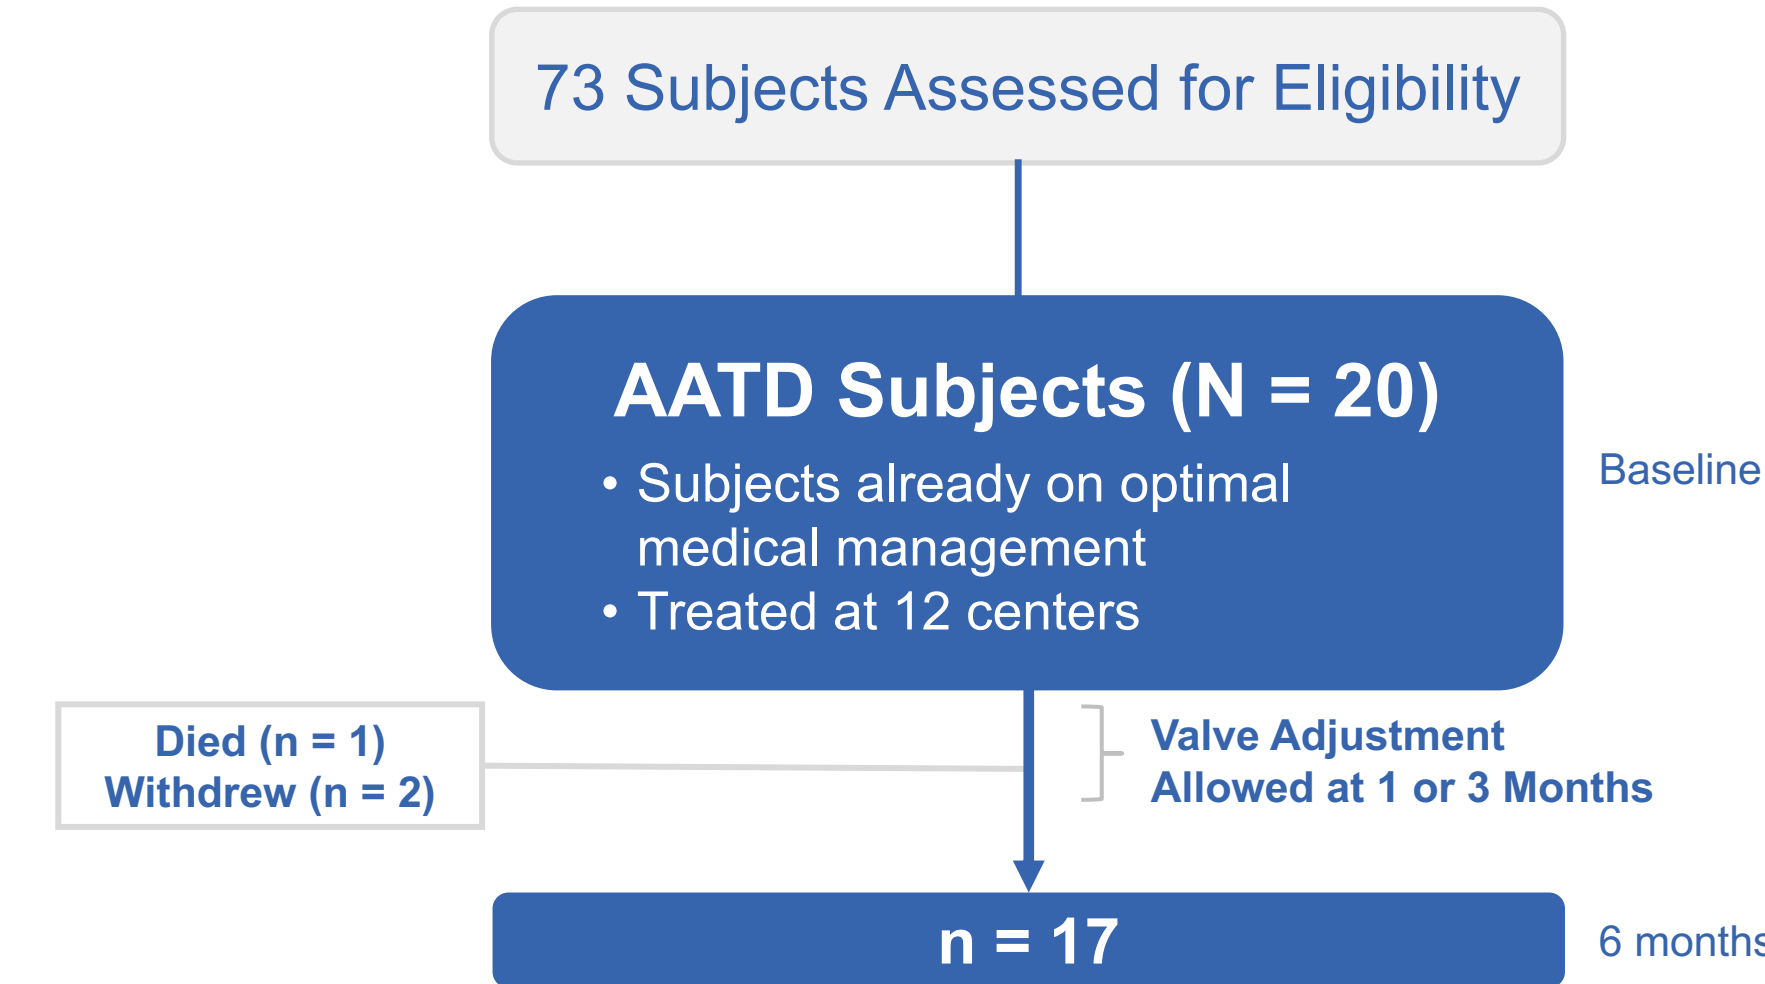 73 Subjects Assessed for Eligibility
AATD Subjects (N = 20)
• Subjects already on optimal
medical management
• Treated at 12 centers
Baseline
Died (n = 1)
Withdrew (n = 2)
Valve Adjustment
Allowed at 1 or 3 Months
n = 17
6 months